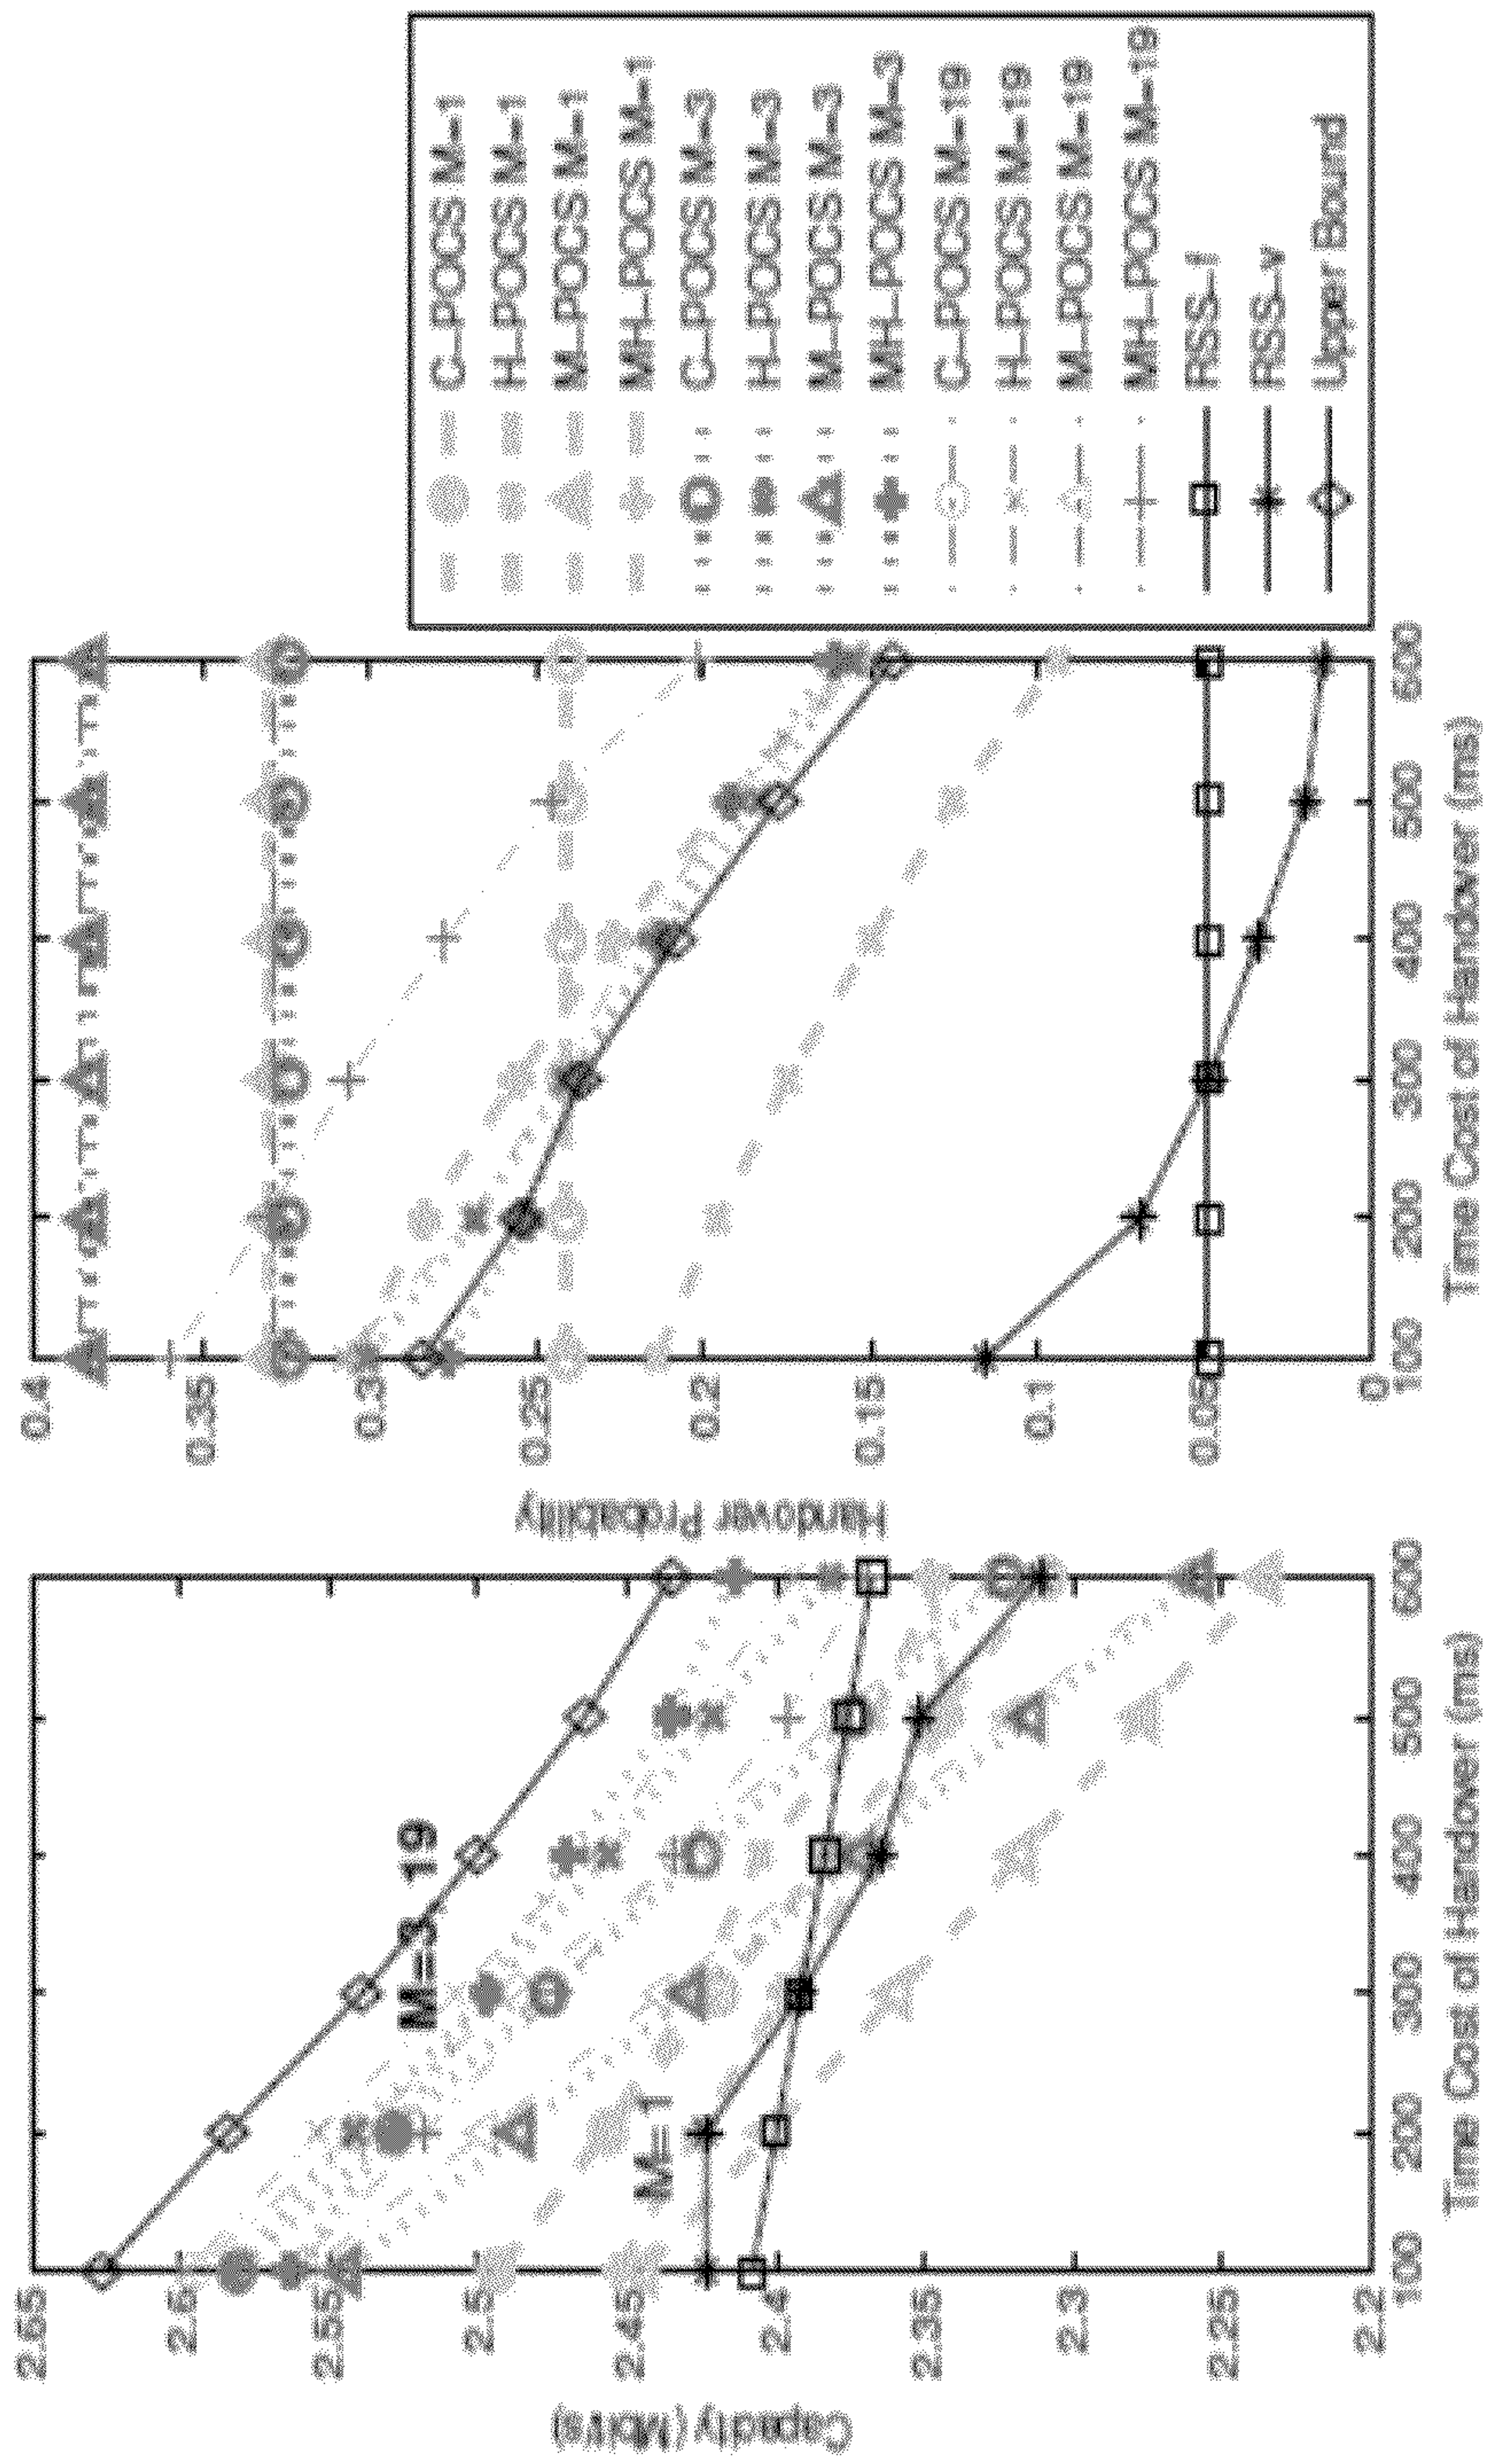 2.65
2.6
2.55
2.5
2.45
2.4
2.35
2.3
2.25
2.2
Capacity (Mbit/s)
M=3 19
M=1
100 200 300 400 500 600
Time Cost of Handover (ms)
0.4
0.35
0.3
0.25
0.2
0.15
0.1
0.05
0
Handover Probability
100 200 300 400 500 600
Time Cost of Handover (ms)
C-POCS M=1
H-POCS M=1
M-POCS M=1
MH-POCS M=1
C-POCS M=3
H-POCS M=3
M-POCS M=3
MH-POCS M=3
C-POCS M=19
H-POCS M=19
M-POCS M=19
MH-POCS M=19
RSS-i
RSS-v
Upper Bound